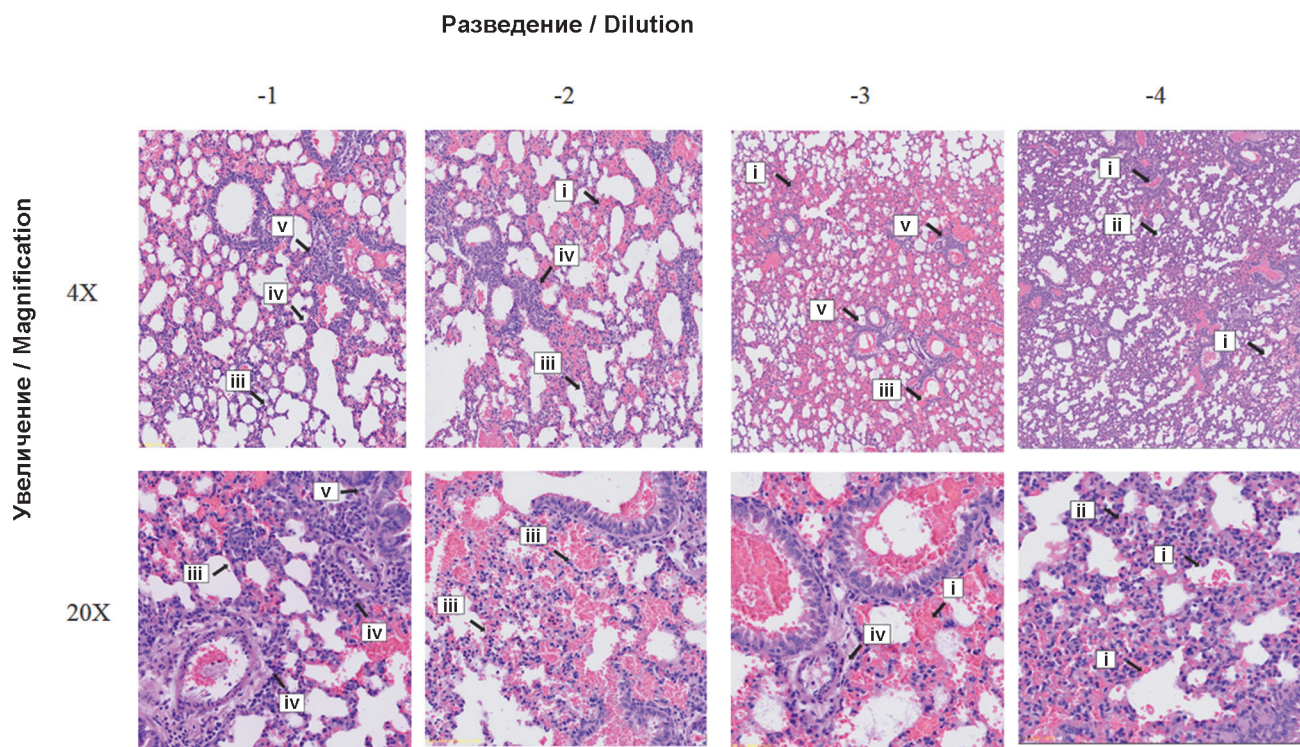 Разведение / Dilution
-1 -2 -3 -4
Увеличение / Magnification
4X
v
iv
iii
i
iv
iii
i
v
v
iii
i
ii
i
20X
v
iii
iv
iv
iii
iii
i
iv
ii
i
i